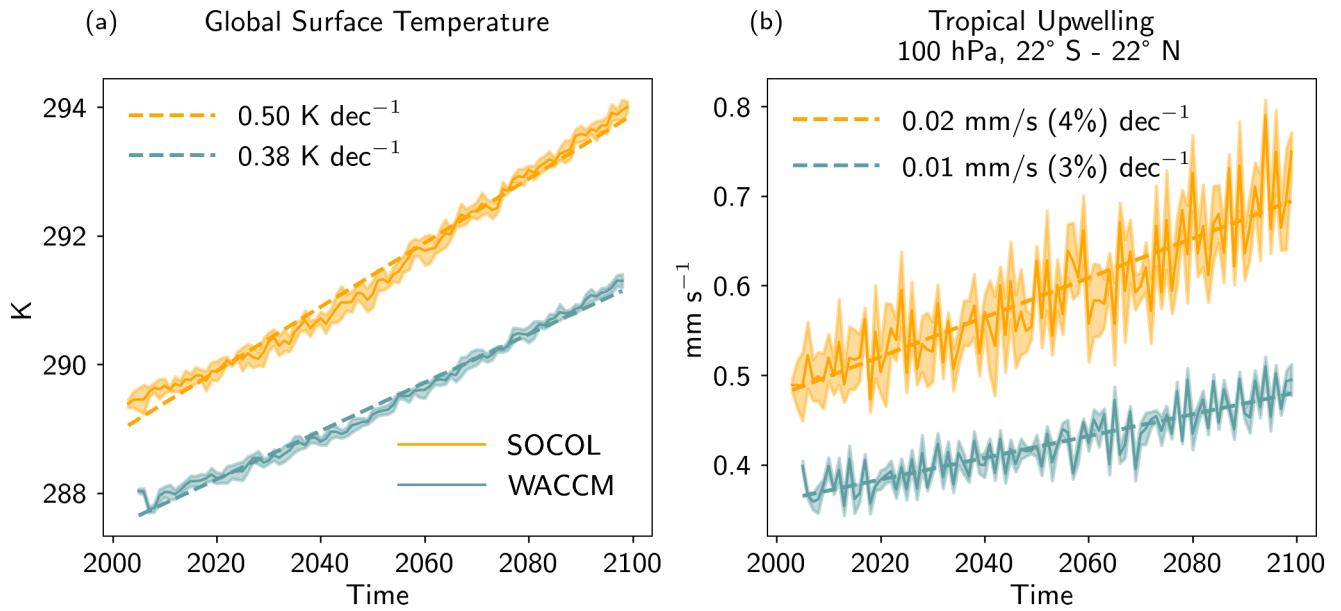 (a) Global Surface Temperature
294
292
290
288
K
0.50 K dec⁻¹
0.38 K dec⁻¹
SOCOL
WACCM
2000 2020 2040 2060 2080 2100
Time
(b) Tropical Upwelling
100 hPa, 22° S - 22° N
0.8
0.7
0.6
0.5
0.4
mm s⁻¹
0.02 mm/s (4%) dec⁻¹
0.01 mm/s (3%) dec⁻¹
2000 2020 2040 2060 2080 2100
Time